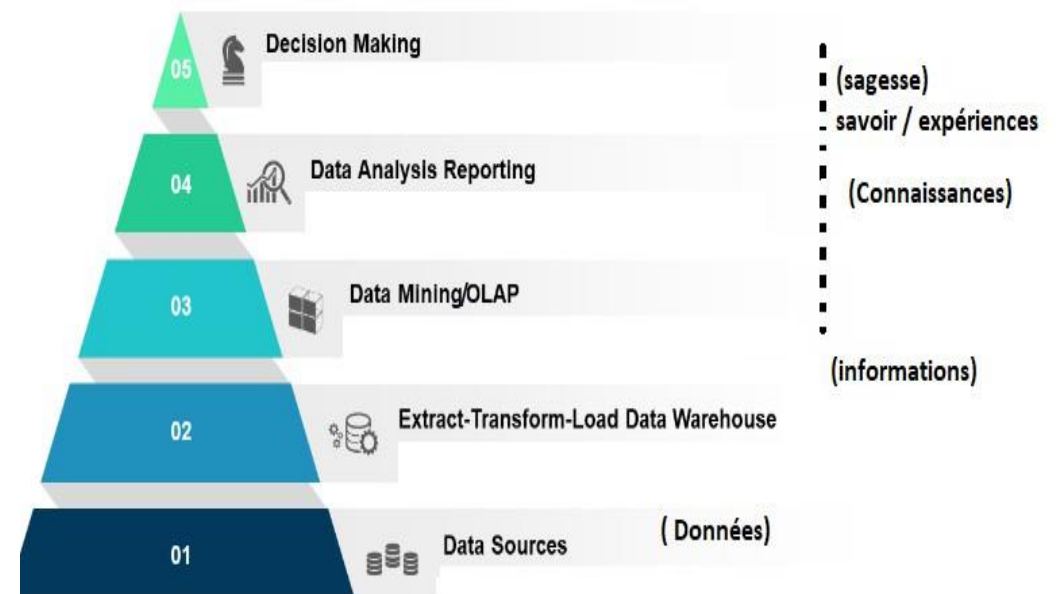 05
Decision Making
(sagesse)
savoir / expériences
04
Data Analysis Reporting
(Connaissances)
03
Data Mining/OLAP
(informations)
02
Extract-Transform-Load Data Warehouse
01
Data Sources
( Données)